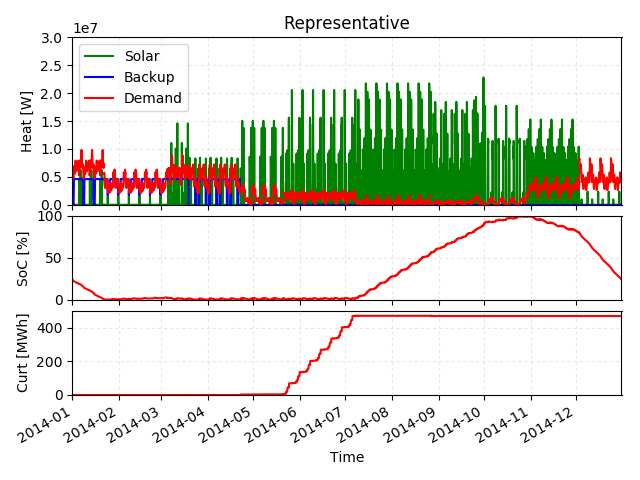 Representative
1e7
3.0
2.5
2.0
1.5
1.0
0.5
0.0
Heat [W]
Solar
Backup
Demand
100
50
0
SoC [%]
400
200
0
Curt [MWh]
2014-01
2014-02
2014-03
2014-04
2014-05
2014-06
2014-07
2014-08
2014-09
2014-10
2014-11
2014-12
Time